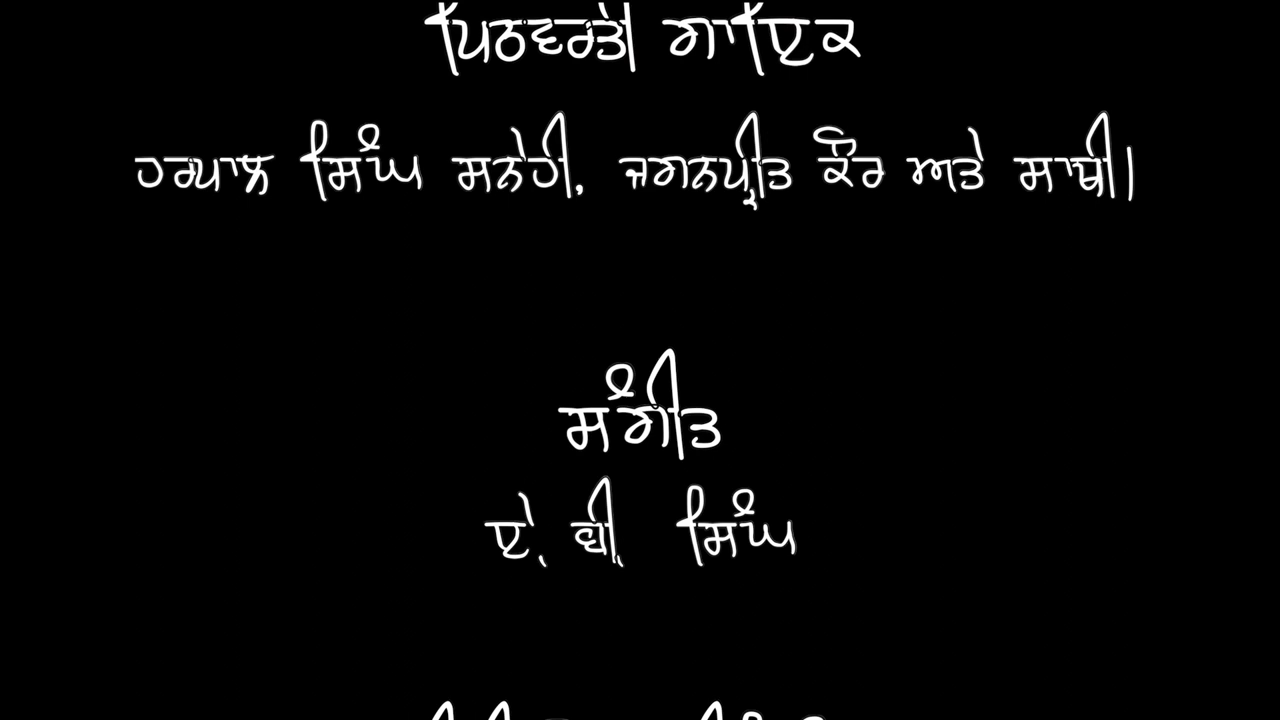 ਪਿਠਵਰਤੀ ਗਾਇਕ
ਹਰਪਾਲ ਸਿੰਘ ਸਨੇਹੀ, ਜਗਨਪ੍ਰੀਤ ਕੌਰ ਅਤੇ ਸਾਥੀ।
ਸੰਗੀਤ
ਏ. ਬੀ. ਸਿੰਘ